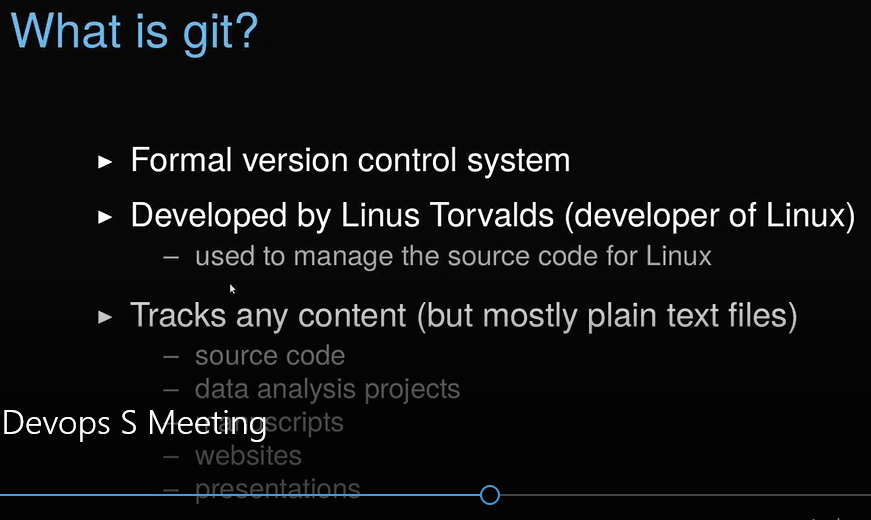 What is git?
► Formal version control system
► Developed by Linus Torvalds (developer of Linux)
– used to manage the source code for Linux
► Tracks any content (but mostly plain text files)
– source code
– data analysis projects
– manuscripts
Devops S Meeting
– websites
– presentations